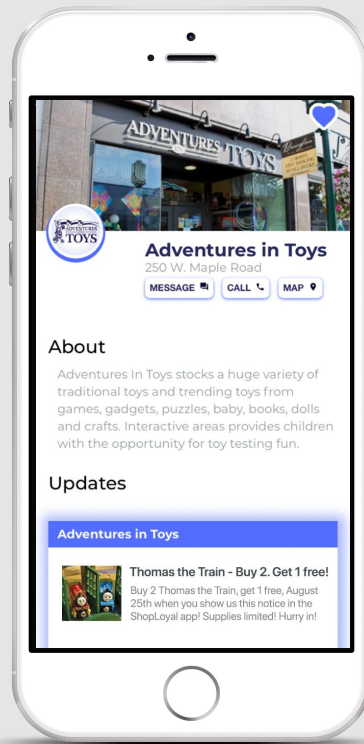 ADVENTURES IN TOYS
ADVENTURES
TOYS
Adventures in Toys
250 W. Maple Road
MESSAGE
CALL
MAP
About
Adventures In Toys stocks a huge variety of
traditional toys and trending toys from
games, gadgets, puzzles, baby, books, dolls
and crafts. Interactive areas provides children
with the opportunity for toy testing fun.
Updates
Adventures in Toys
Thomas the Train - Buy 2. Get 1 free!
Buy 2 Thomas the Train, get 1 free, August
25th when you show us this notice in the
ShopLoyal app! Supplies limited! Hurry in!